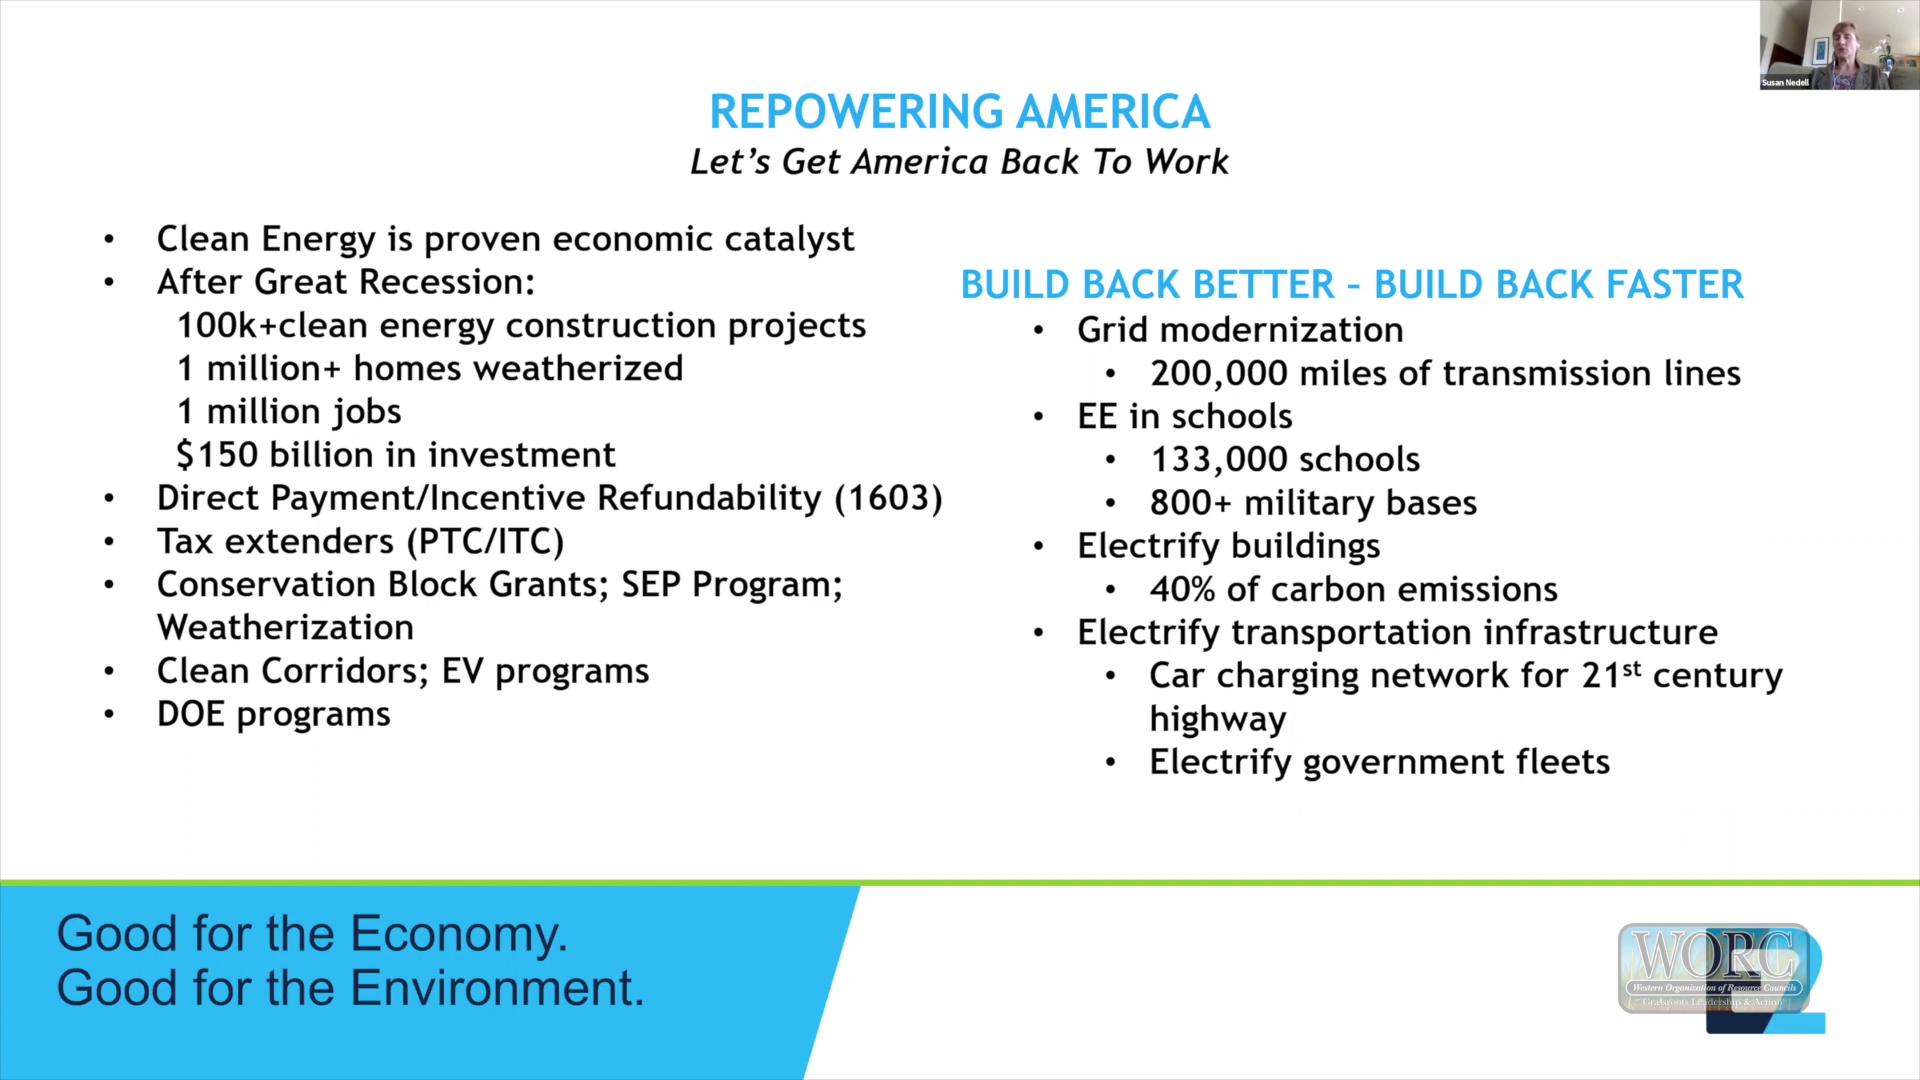 Susan Nedell
REPOWERING AMERICA
Let's Get America Back To Work
• Clean Energy is proven economic catalyst
• After Great Recession:
100k+clean energy construction projects
1 million+ homes weatherized
1 million jobs
$150 billion in investment
• Direct Payment/Incentive Refundability (1603)
• Tax extenders (PTC/ITC)
• Conservation Block Grants; SEP Program;
Weatherization
• Clean Corridors; EV programs
• DOE programs
BUILD BACK BETTER – BUILD BACK FASTER
• Grid modernization
• 200,000 miles of transmission lines
• EE in schools
• 133,000 schools
• 800+ military bases
• Electrify buildings
• 40% of carbon emissions
• Electrify transportation infrastructure
• Car charging network for 21st century
highway
• Electrify government fleets
Good for the Economy.
Good for the Environment.
WORC
Western Organization of Resource Councils
Grassroots Leadership & Action
2